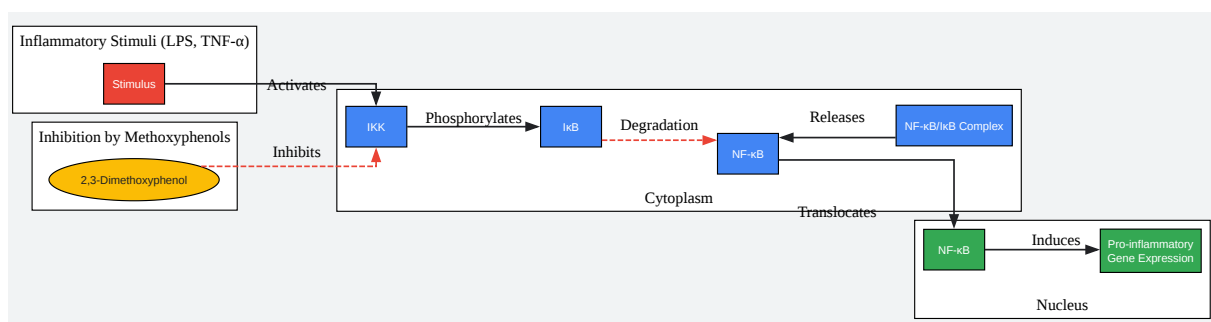 Inflammatory Stimuli (LPS, TNF-α)
Stimulus
Activates
Inhibition by Methoxyphenols
2,3-Dimethoxyphenol
Inhibits
IKK
Phosphorylates
IκB
Degradation
NF-κB
Releases
NF-κB/IκB Complex
Cytoplasm
Translocates
NF-κB
Induces
Pro-inflammatory
Gene Expression
Nucleus